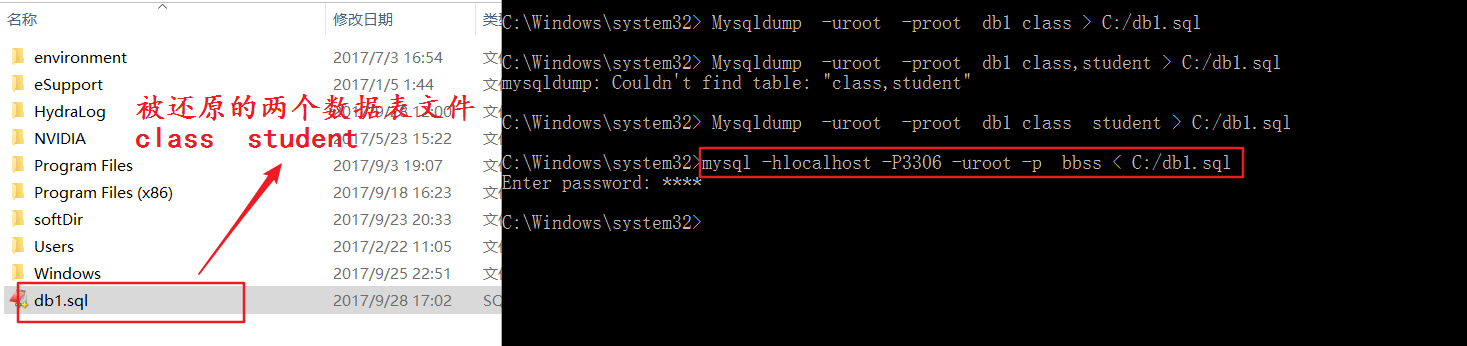 名称 修改日期 类
environment 2017/7/3 16:54 文
eSupport 2017/1/5 1:44 文
HydraLog 2017/9/28 12:00 文
NVIDIA 2017/5/23 15:22 文
Program Files 2017/9/3 19:07 文
Program Files (x86) 2017/9/18 16:23 文
softDir 2017/9/23 20:33 文
Users 2017/2/22 11:05 文
Windows 2017/9/25 22:51 文
db1.sql 2017/9/28 17:02 SC
被还原的两个数据表文件
class student
C:\Windows\system32> Mysqldump -uroot -proot db1 class > C:/db1.sql
C:\Windows\system32> Mysqldump -uroot -proot db1 class,student > C:/db1.sql
mysqldump: Couldn't find table: "class,student"
C:\Windows\system32> Mysqldump -uroot -proot db1 class student > C:/db1.sql
C:\Windows\system32>mysql -hlocalhost -P3306 -uroot -p bbss < C:/db1.sql
Enter password: ****
C:\Windows\system32>